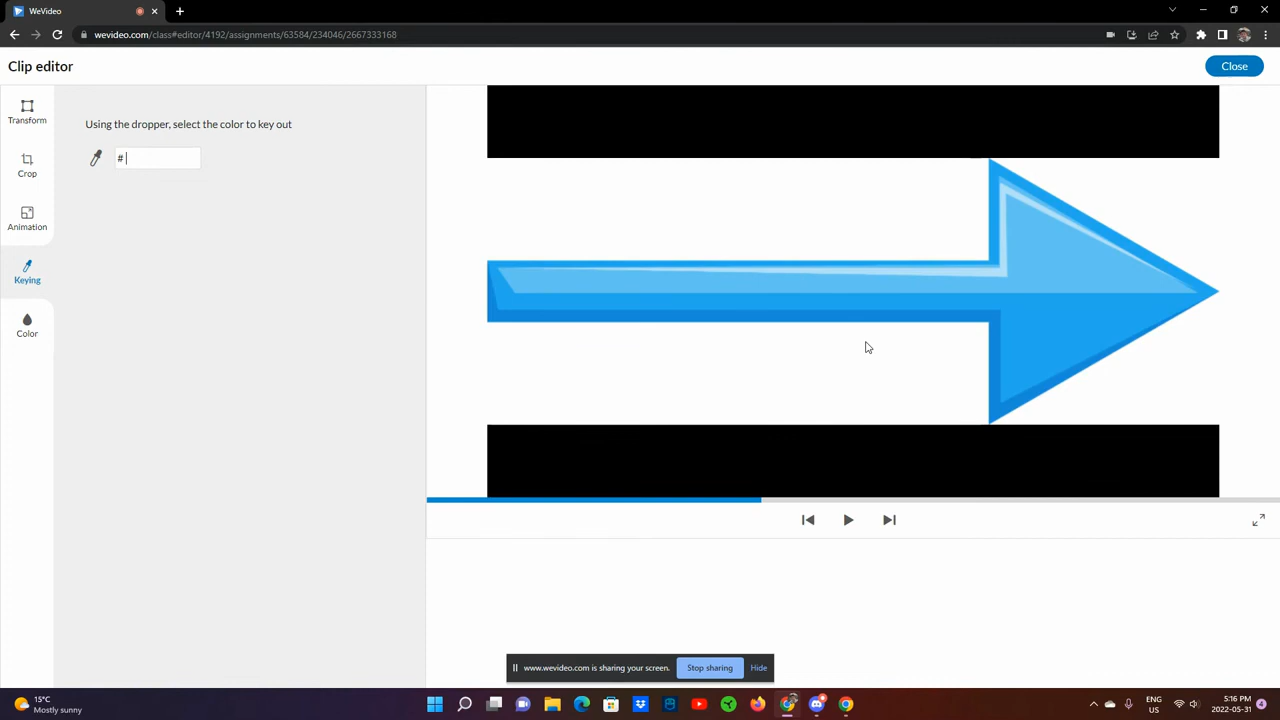 WeVideo
wevideo.com/class#editor/4192/assignments/63584/234046/2667333168
Clip editor
Close
Transform
Using the dropper, select the color to key out
#
Crop
Animation
Keying
Color
www.wevideo.com is sharing your screen.
Stop sharing
Hide
15°C
Mostly sunny
ENG
US
5:16 PM
2022-05-31
4